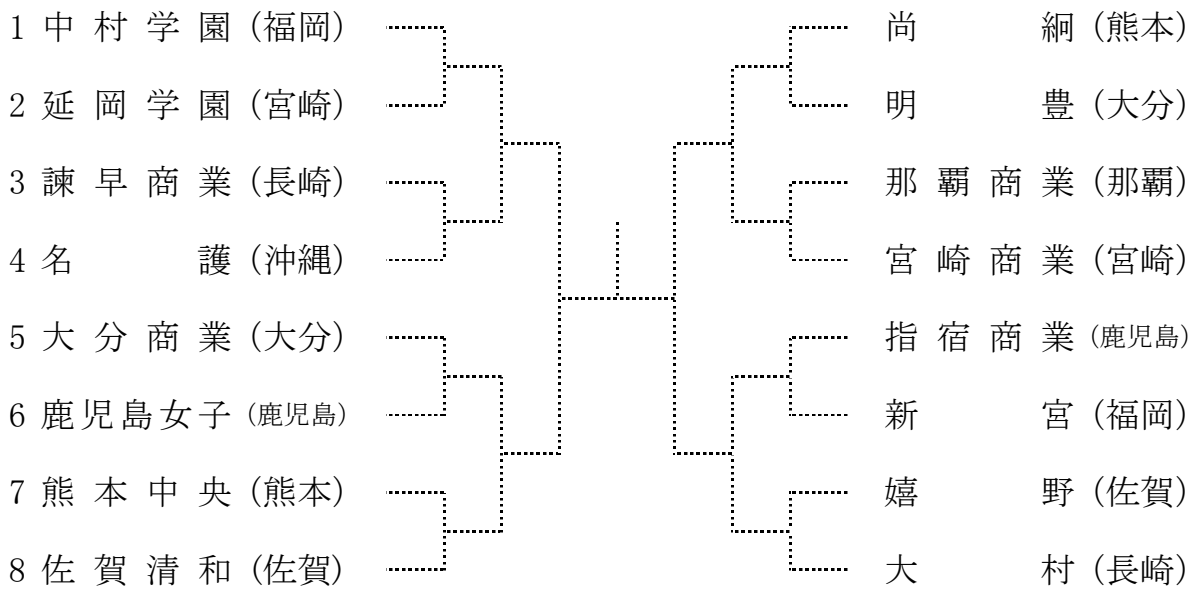 1 中村学園 (福岡)
2 延岡学園 (宮崎)
3 諫早商業 (長崎)
4 名護 (沖縄)
5 大分商業 (大分)
6 鹿児島女子 (鹿児島)
7 熊本中央 (熊本)
8 佐賀清和 (佐賀)
尚絅 (熊本)
明豊 (大分)
那覇商業 (那覇)
宮崎商業 (宮崎)
指宿商業 (鹿児島)
新宮 (福岡)
嬉野 (佐賀)
大村 (長崎)